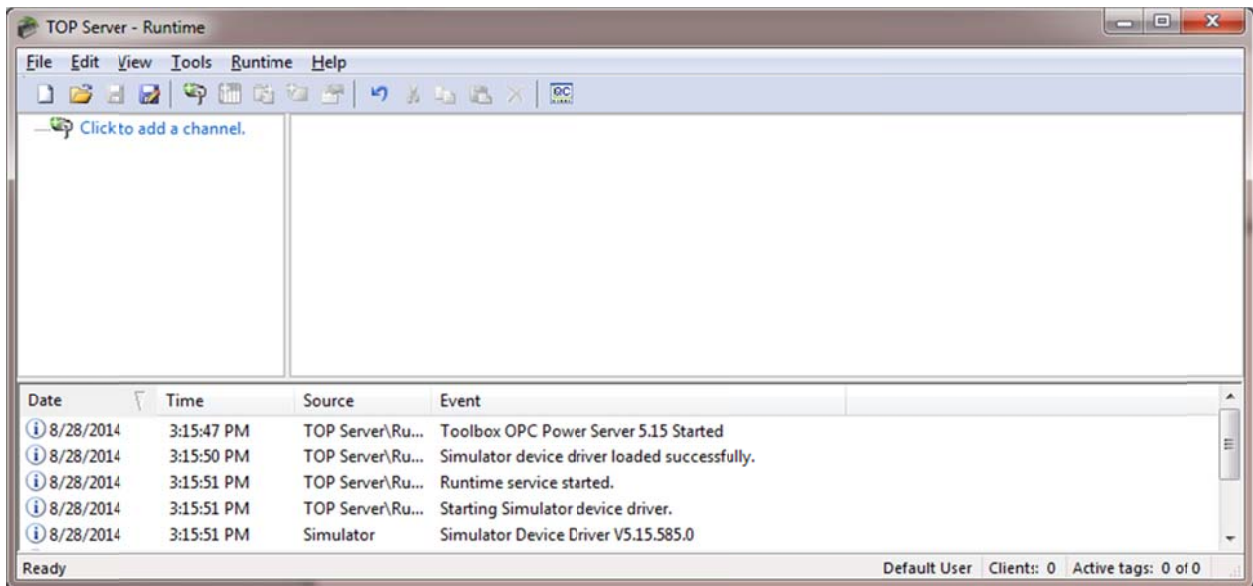 TOP Server - Runtime
File Edit View Tools Runtime Help
Click to add a channel.
Date Time Source Event
8/28/2014 3:15:47 PM TOP Server\Ru... Toolbox OPC Power Server 5.15 Started
8/28/2014 3:15:50 PM TOP Server\Ru... Simulator device driver loaded successfully.
8/28/2014 3:15:51 PM TOP Server\Ru... Runtime service started.
8/28/2014 3:15:51 PM TOP Server\Ru... Starting Simulator device driver.
8/28/2014 3:15:51 PM Simulator Simulator Device Driver V5.15.585.0
Ready Default User Clients: 0 Active tags: 0 of 0